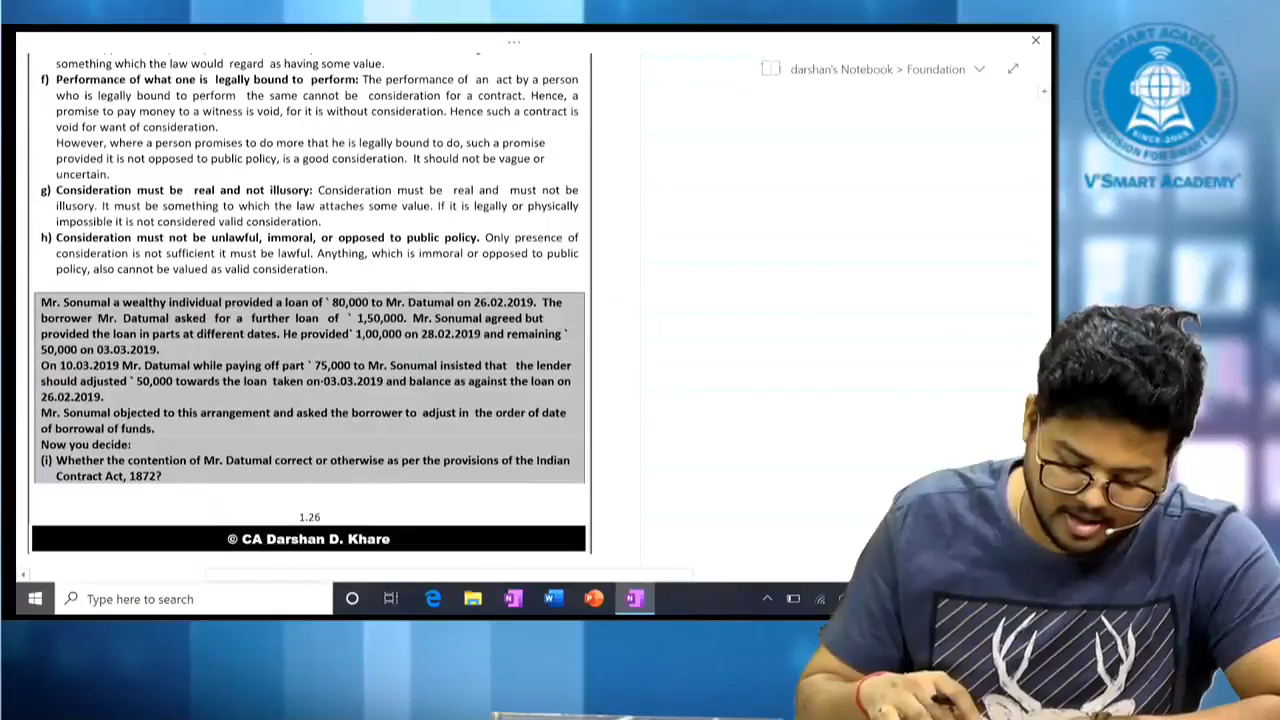 something which the law would regard as having some value.
f) Performance of what one is legally bound to perform: The performance of an act by a person
who is legally bound to perform the same cannot be consideration for a contract. Hence, a
promise to pay money to a witness is void, for it is without consideration. Hence such a contract is
void for want of consideration.
However, where a person promises to do more that he is legally bound to do, such a promise
provided it is not opposed to public policy, is a good consideration. It should not be vague or
uncertain.
g) Consideration must be real and not illusory: Consideration must be real and must not be
illusory. It must be something to which the law attaches some value. If it is legally or physically
impossible it is not considered valid consideration.
h) Consideration must not be unlawful, immoral, or opposed to public policy. Only presence of
consideration is not sufficient it must be lawful. Anything, which is immoral or opposed to public
policy, also cannot be valued as valid consideration.
Mr. Sonumal a wealthy individual provided a loan of ` 80,000 to Mr. Datumal on 26.02.2019. The
borrower Mr. Datumal asked for a further loan of ` 1,50,000. Mr. Sonumal agreed but
provided the loan in parts at different dates. He provided` 1,00,000 on 28.02.2019 and remaining `
50,000 on 03.03.2019.
On 10.03.2019 Mr. Datumal while paying off part ` 75,000 to Mr. Sonumal insisted that the lender
should adjusted ` 50,000 towards the loan taken on·03.03.2019 and balance as against the loan on
26.02.2019.
Mr. Sonumal objected to this arrangement and asked the borrower to adjust in the order of date
of borrowal of funds.
Now you decide:
(i) Whether the contention of Mr. Datumal correct or otherwise as per the provisions of the Indian
Contract Act, 1872?
1.26
© CA Darshan D. Khare
darshan's Notebook > Foundation
Type here to search
V'SMART ACADEMY
SINCE 2005
V'SMART ACADEMY